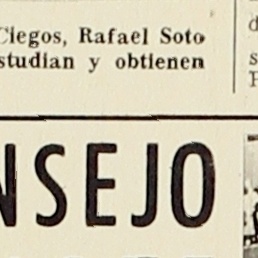 Ciegos, Rafael Soto
studian y obtienen
NSEJO